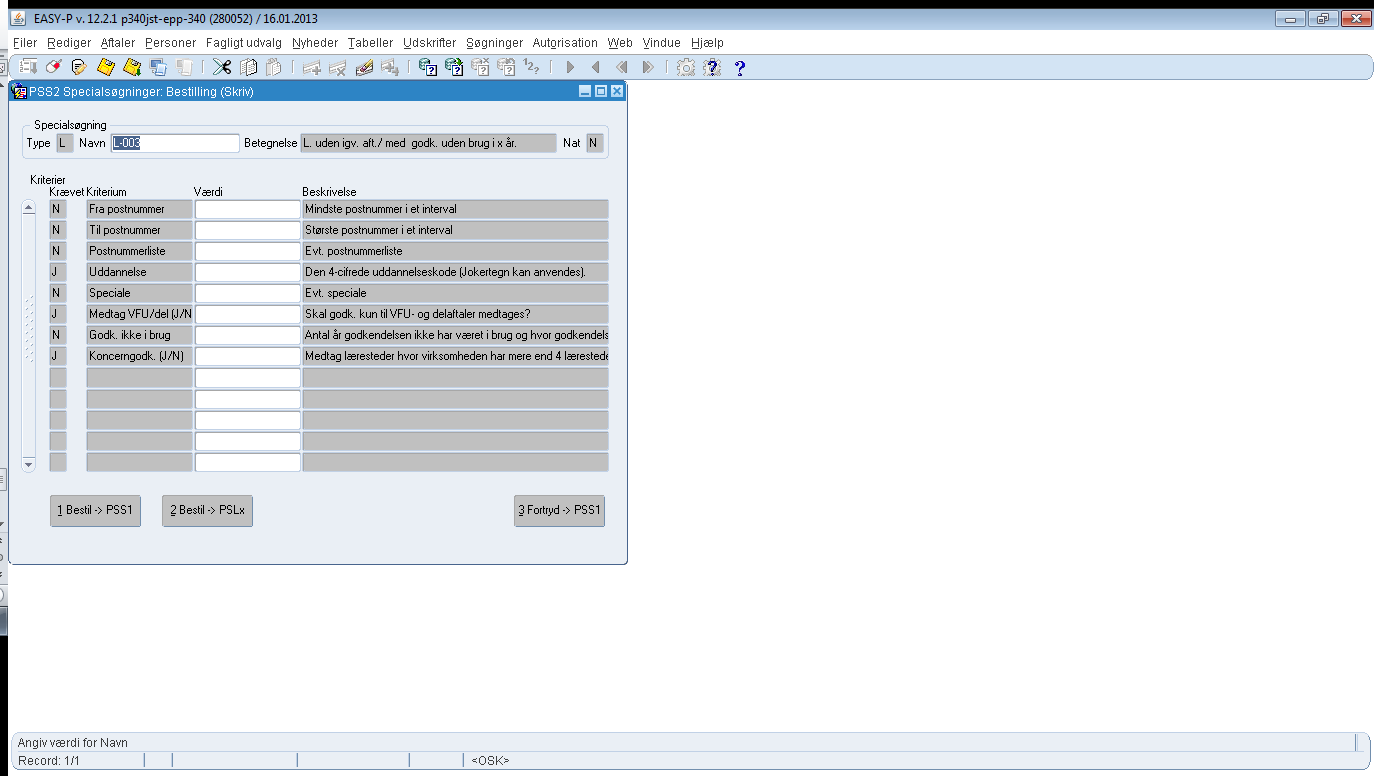 EASY-P v. 12.2.1 p340jst-epp-340 (280052) / 16.01.2013
Filer Rediger Aftaler Personer Fagligt udvalg Nyheder Tabeller Udskrifter Søgninger Autorisation Web Vindue Hjælp
PSS2 Specialsøgninger: Bestilling (Skriv)
Specialsøgning
Type L Navn L-003 Betegnelse L. uden igv. aft./ med godk. uden brug i x år. Nat N
Kriterier
Krævet Kriterium Værdi Beskrivelse
N Fra postnummer Mindste postnummer i et interval
N Til postnummer Største postnummer i et interval
N Postnummerliste Evt. postnummerliste
J Uddannelse Den 4-cifrede uddannelseskode (Jokertegn kan anvendes).
N Speciale Evt. speciale
J Medtag VFU/del (J/N Skal godk. kun til VFU- og delaftaler medtages?
N Godk. ikke i brug Antal år godkendelsen ikke har været i brug og hvor godkendels
J Koncerngodk. (J/N) Medtag læresteder hvor virksomheden har mere end 4 lærestede
1 Bestil -> PSS1 2 Bestil -> PSLx 3 Fortryd -> PSS1
Angiv værdi for Navn
Record: 1/1 <OSK>